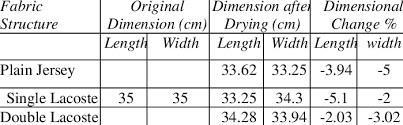 Fabric Original Dimension after Dimensional
Structure Dimension (cm) Drying (cm) Change %
Length Width Length Width Length width
Plain Jersey 33.62 33.25 -3.94 -5
Single Lacoste 35 35 33.25 34.3 -5.1 -2
Double Lacoste 34.28 33.94 -2.03 -3.02